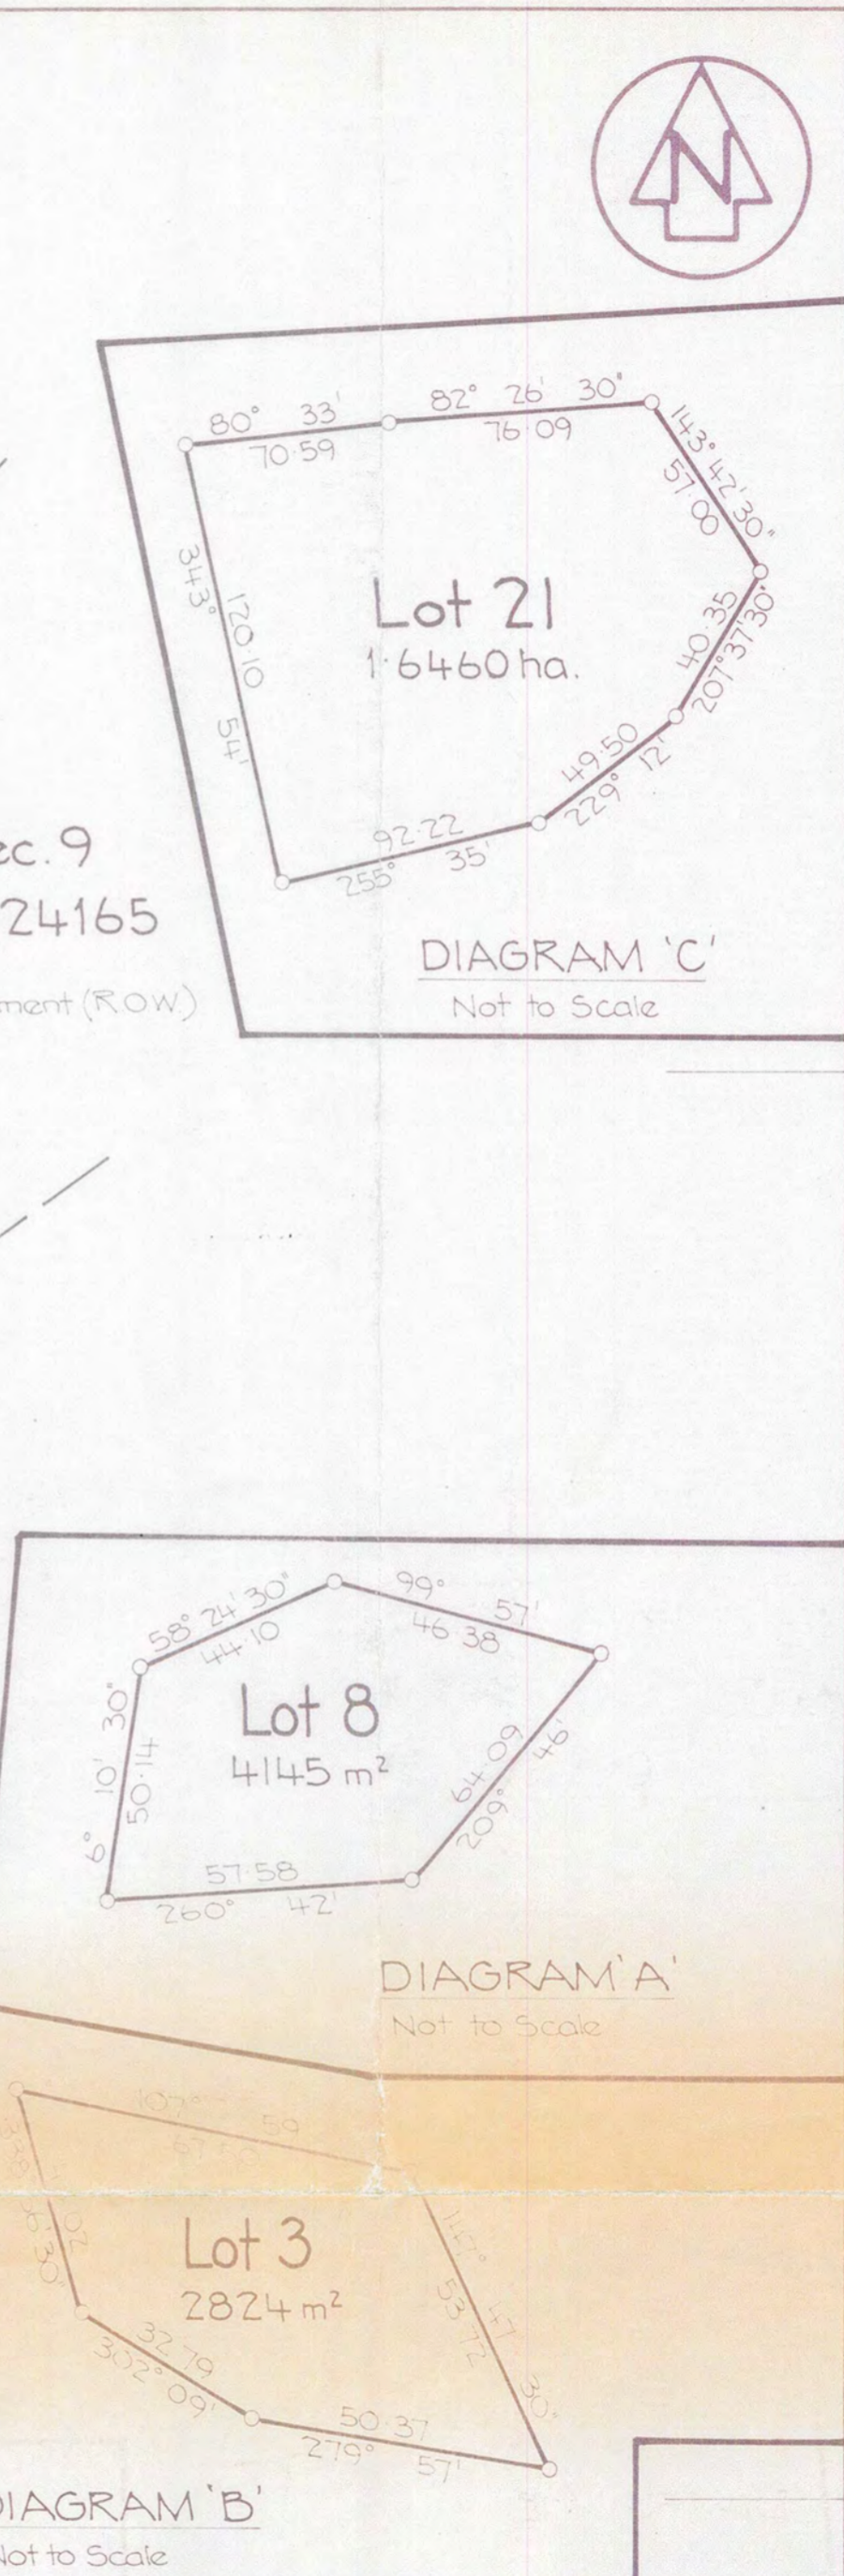 N
80° 33'
70·59
82° 26' 30"
76·09
143° 42' 30"
57·00
40·35
207° 37' 30"
343° 54'
120·10
Lot 21
1·6460 ha.
49·50
229° 12'
92·22
255° 35'
ec. 9
24165
ment (R.O.W.)
DIAGRAM 'C'
Not to Scale
58° 24' 30"
44·10
99° 57'
46·38
6° 10' 30"
50·14
Lot 8
4145 m²
64·09
209° 46'
57·58
260° 42'
DIAGRAM 'A'
Not to Scale
107° 59'
47 30"
53·72
Lot 3
2824 m²
32·79
302° 09'
50·37
279° 57'
IAGRAM 'B'
Not to Scale